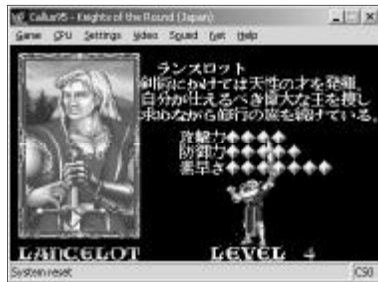 Callus95 - Knights of the Round (Japan)
Game CPU Settings Video Sound Net Help
ランスロット
剣術にかけては天性の才を発揮。
自分が仕えるべき偉大な王を捜し
求めながら修行の旅を続けている。
攻撃力◆◆◆◆
防御力◆◆◆◆◆
素早さ◆◆◆◆◆◆◆
LANCELOT LEVEL 4
System reset